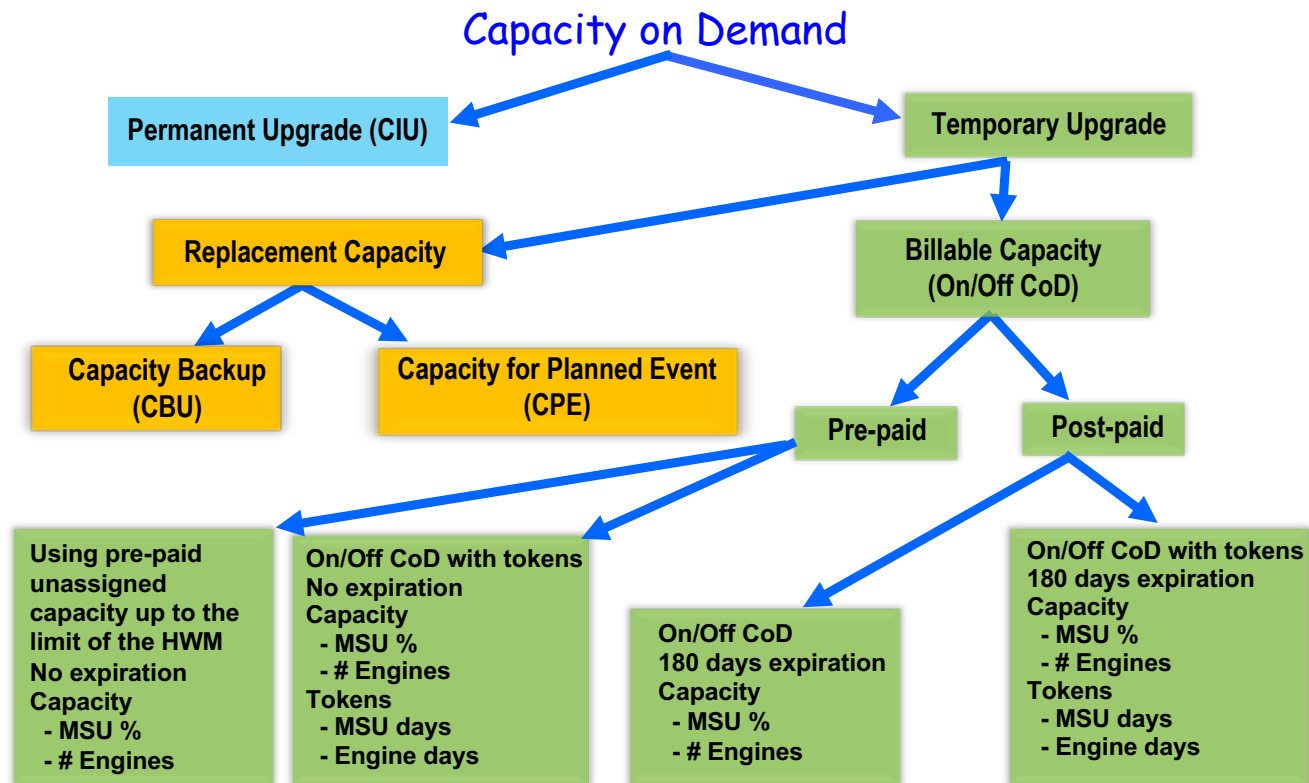 Capacity on Demand
Permanent Upgrade (CIU)
Temporary Upgrade
Replacement Capacity
Billable Capacity
(On/Off CoD)
Capacity Backup
(CBU)
Capacity for Planned Event
(CPE)
Pre-paid
Post-paid
Using pre-paid
unassigned
capacity up to the
limit of the HWM
No expiration
Capacity
- MSU %
- # Engines
On/Off CoD with tokens
No expiration
Capacity
- MSU %
- # Engines
Tokens
- MSU days
- Engine days
On/Off CoD
180 days expiration
Capacity
- MSU %
- # Engines
On/Off CoD with tokens
180 days expiration
Capacity
- MSU %
- # Engines
Tokens
- MSU days
- Engine days